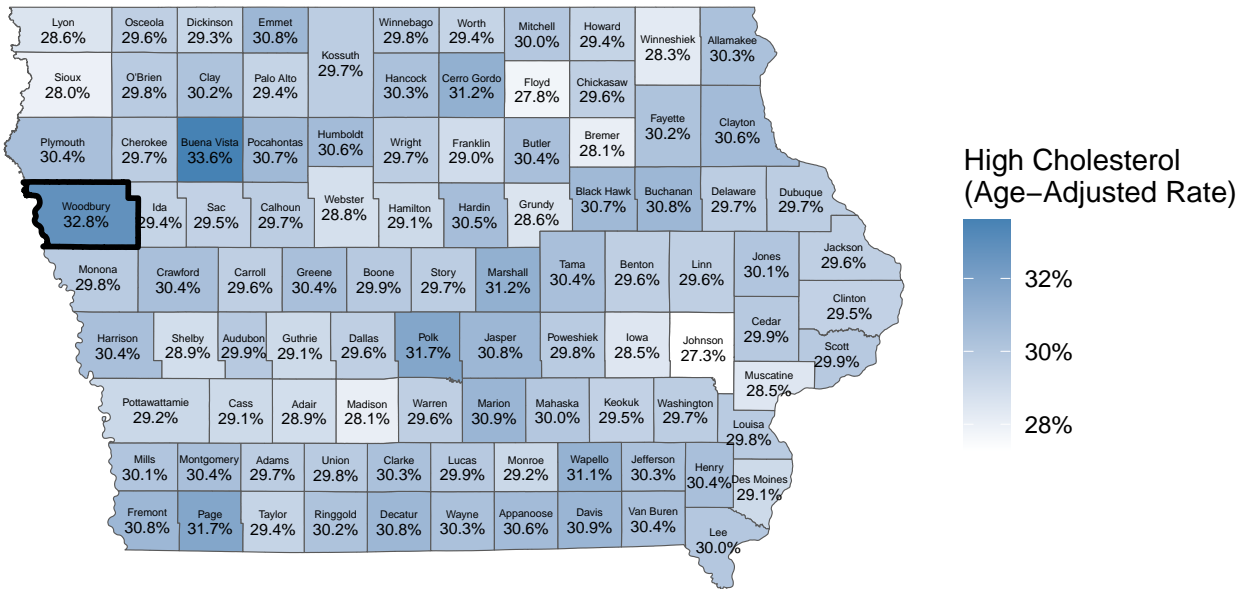 Lyon
28.6%
Osceola
29.6%
Dickinson
29.3%
Emmet
30.8%
Kossuth
29.7%
Winnebago
29.8%
Worth
29.4%
Mitchell
30.0%
Howard
29.4%
Winneshiek
28.3%
Allamakee
30.3%
Sioux
28.0%
O'Brien
29.8%
Clay
30.2%
Palo Alto
29.4%
Hancock
30.3%
Cerro Gordo
31.2%
Floyd
27.8%
Chickasaw
29.6%
Fayette
30.2%
Clayton
30.6%
Plymouth
30.4%
Cherokee
29.7%
Buena Vista
33.6%
Pocahontas
30.7%
Humboldt
30.6%
Wright
29.7%
Franklin
29.0%
Butler
30.4%
Bremer
28.1%
Woodbury
32.8%
Ida
29.4%
Sac
29.5%
Calhoun
29.7%
Webster
28.8%
Hamilton
29.1%
Hardin
30.5%
Grundy
28.6%
Black Hawk
30.7%
Buchanan
30.8%
Delaware
29.7%
Dubuque
29.7%
Monona
29.8%
Crawford
30.4%
Carroll
29.6%
Greene
30.4%
Boone
29.9%
Story
29.7%
Marshall
31.2%
Tama
30.4%
Benton
29.6%
Linn
29.6%
Jones
30.1%
Jackson
29.6%
Clinton
29.5%
Harrison
30.4%
Shelby
28.9%
Audubon
29.9%
Guthrie
29.1%
Dallas
29.6%
Polk
31.7%
Jasper
30.8%
Poweshiek
29.8%
Iowa
28.5%
Johnson
27.3%
Cedar
29.9%
Scott
29.9%
Muscatine
28.5%
Pottawattamie
29.2%
Cass
29.1%
Adair
28.9%
Madison
28.1%
Warren
29.6%
Marion
30.9%
Mahaska
30.0%
Keokuk
29.5%
Washington
29.7%
Louisa
29.8%
Mills
30.1%
Montgomery
30.4%
Adams
29.7%
Union
29.8%
Clarke
30.3%
Lucas
29.9%
Monroe
29.2%
Wapello
31.1%
Jefferson
30.3%
Henry
30.4%
Des Moines
29.1%
Fremont
30.8%
Page
31.7%
Taylor
29.4%
Ringgold
30.2%
Decatur
30.8%
Wayne
30.3%
Appanoose
30.6%
Davis
30.9%
Van Buren
30.4%
Lee
30.0%
High Cholesterol
(Age−Adjusted Rate)
32%
30%
28%